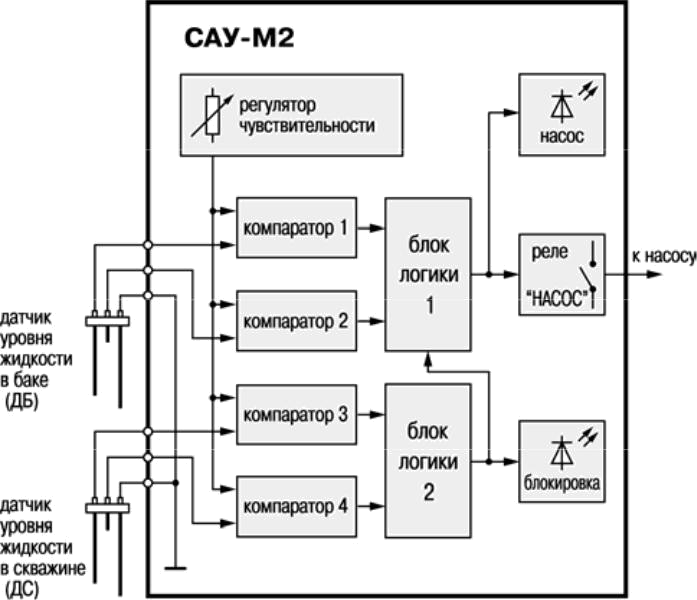 САУ-М2
регулятор
чувствительности
насос
компаратор 1
блок
логики
1
реле
“НАСОС”
к насосу
компаратор 2
датчик
уровня
жидкости
в баке
(ДБ)
компаратор 3
блок
логики
2
блокировка
компаратор 4
датчик
уровня
жидкости
в скважине
(ДС)